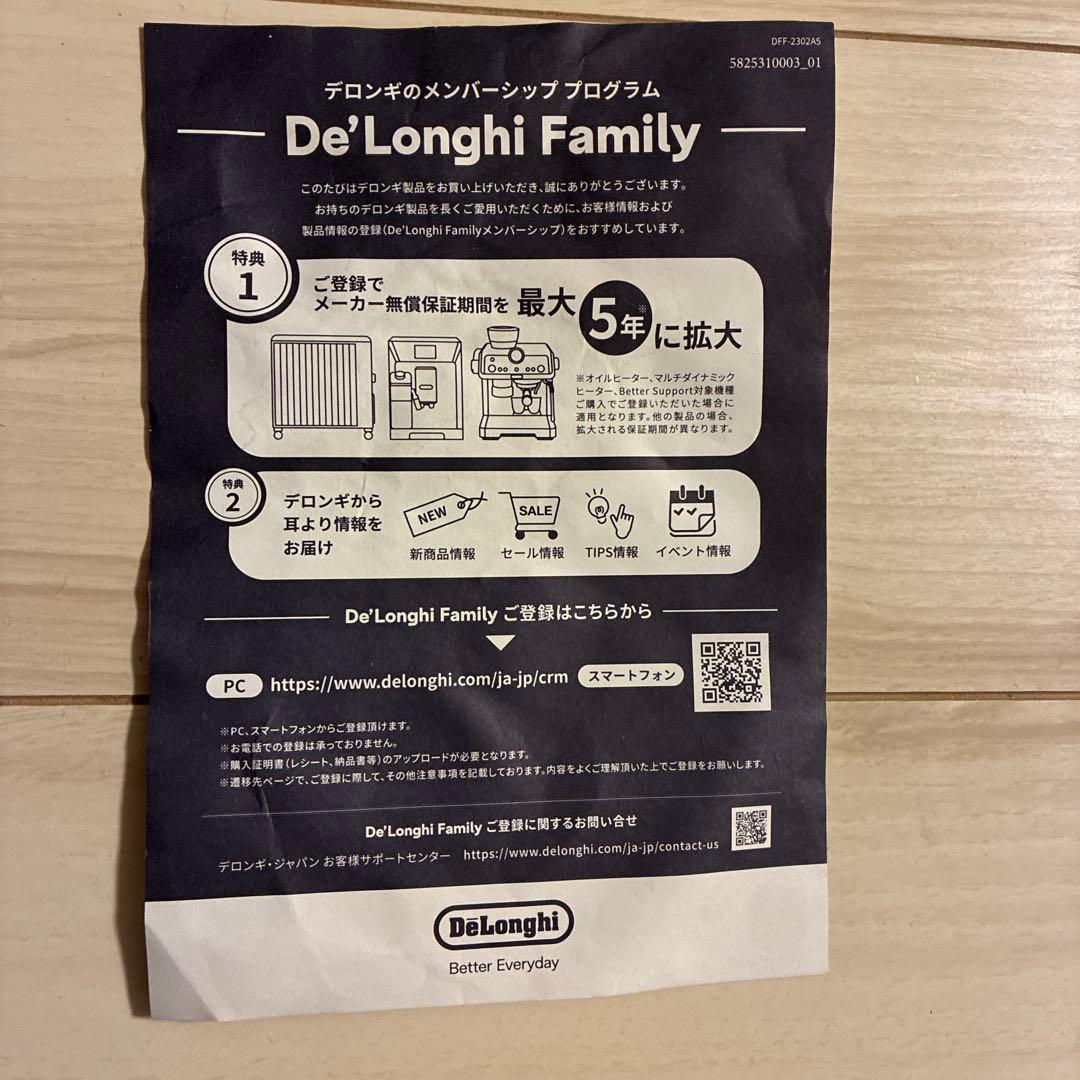 DFF-2302A5
5825310003_01
デロンギのメンバーシップ プログラム
De'Longhi Family
このたびはデロンギ製品をお買い上げいただき、誠にありがとうございます。
お持ちのデロンギ製品を長くご愛用いただくために、お客様情報および
製品情報の登録(De'Longhi Familyメンバーシップ)をおすすめしています。
特典
1
ご登録で
メーカー無償保証期間を 最大 5年※ に拡大
※オイルヒーター、マルチダイナミック
ヒーター、Better Support対象機種
ご購入でご登録いただいた場合に
適用となります。他の製品の場合、
拡大される保証期間が異なります。
特典
2
デロンギから
耳より情報を
お届け
NEW
新商品情報
SALE
セール情報
TIPS情報
イベント情報
De'Longhi Family ご登録はこちらから
PC https://www.delonghi.com/ja-jp/crm スマートフォン
※PC、スマートフォンからご登録頂けます。
※お電話での登録は承っておりません。
※購入証明書(レシート、納品書等)のアップロードが必要となります。
※遷移先ページで、ご登録に際して、その他注意事項を記載しております。内容をよくご理解頂いた上でご登録をお願いします。
De'Longhi Family ご登録に関するお問い合せ
デロンギ・ジャパン お客様サポートセンター https://www.delonghi.com/ja-jp/contact-us
DēLonghi
Better Everyday